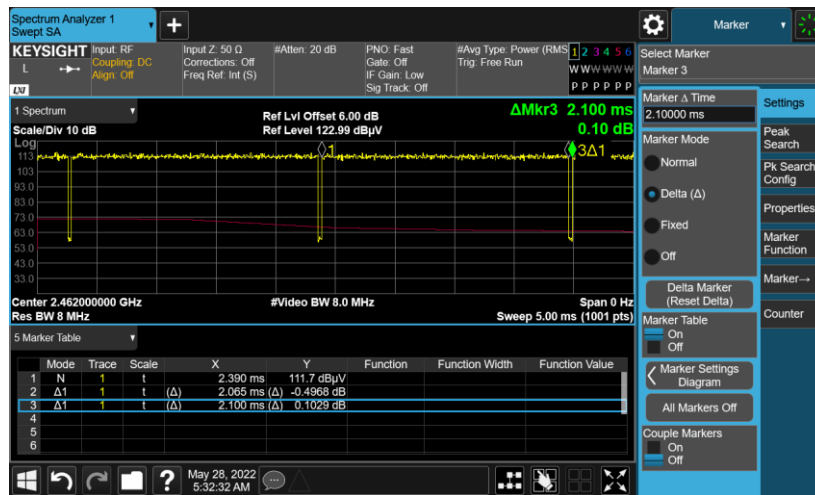 Spectrum Analyzer 1
Swept SA
+
Marker
KEYSIGHT
L
LXI
Input: RF
Coupling: DC
Align: Off
Input Z: 50 Ω
Corrections: Off
Freq Ref: Int (S)
#Atten: 20 dB
PNO: Fast
Gate: Off
IF Gain: Low
Sig Track: Off
#Avg Type: Power (RMS
Trig: Free Run
1 2 3 4 5 6
W W W W W W
P P P P P P
Select Marker
Marker 3
1 Spectrum
Scale/Div 10 dB
Ref Lvl Offset 6.00 dB
Ref Level 122.99 dBµV
ΔMkr3 2.100 ms
0.10 dB
Log
113
103
93.0
83.0
73.0
63.0
53.0
43.0
33.0
1
3Δ1
Center 2.462000000 GHz
Res BW 8 MHz
#Video BW 8.0 MHz
Span 0 Hz
Sweep 5.00 ms (1001 pts)
5 Marker Table
Mode Trace Scale X Y Function Function Width Function Value
1 N 1 t 2.390 ms 111.7 dBµV
2 Δ1 1 t (Δ) 2.065 ms (Δ) -0.4968 dB
3 Δ1 1 t (Δ) 2.100 ms (Δ) 0.1029 dB
4
5
6
Marker Δ Time
2.10000 ms
Marker Mode
Normal
Delta (Δ)
Fixed
Off
Delta Marker
(Reset Delta)
Marker Table
On
Off
Marker Settings
Diagram
All Markers Off
Couple Markers
On
Off
Settings
Peak
Search
Pk Search
Config
Properties
Marker
Function
Marker→
Counter
?
May 28, 2022
5:32:32 AM